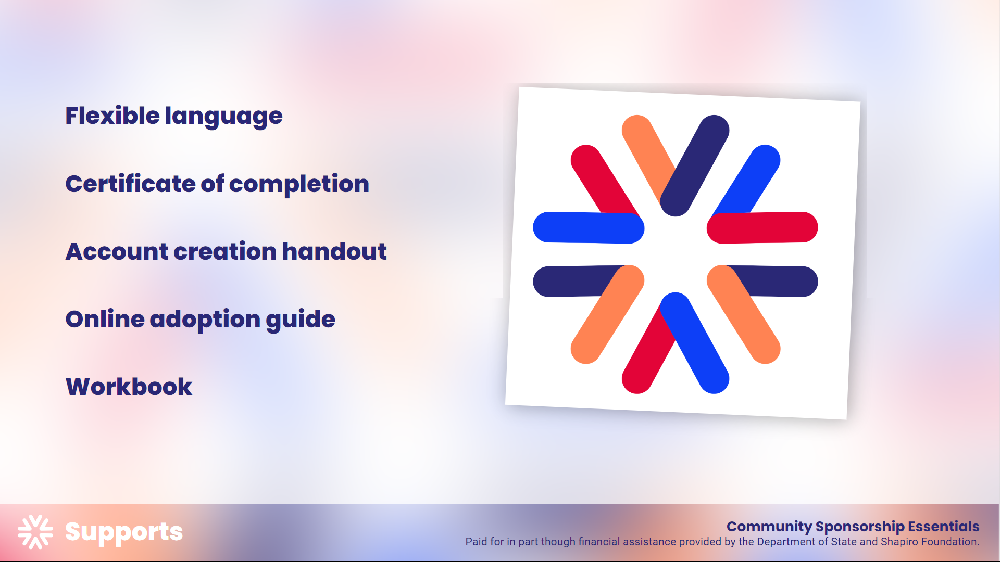 Flexible language
Certificate of completion
Account creation handout
Online adoption guide
Workbook
Supports
Community Sponsorship Essentials
Paid for in part though financial assistance provided by the Department of State and Shapiro Foundation.